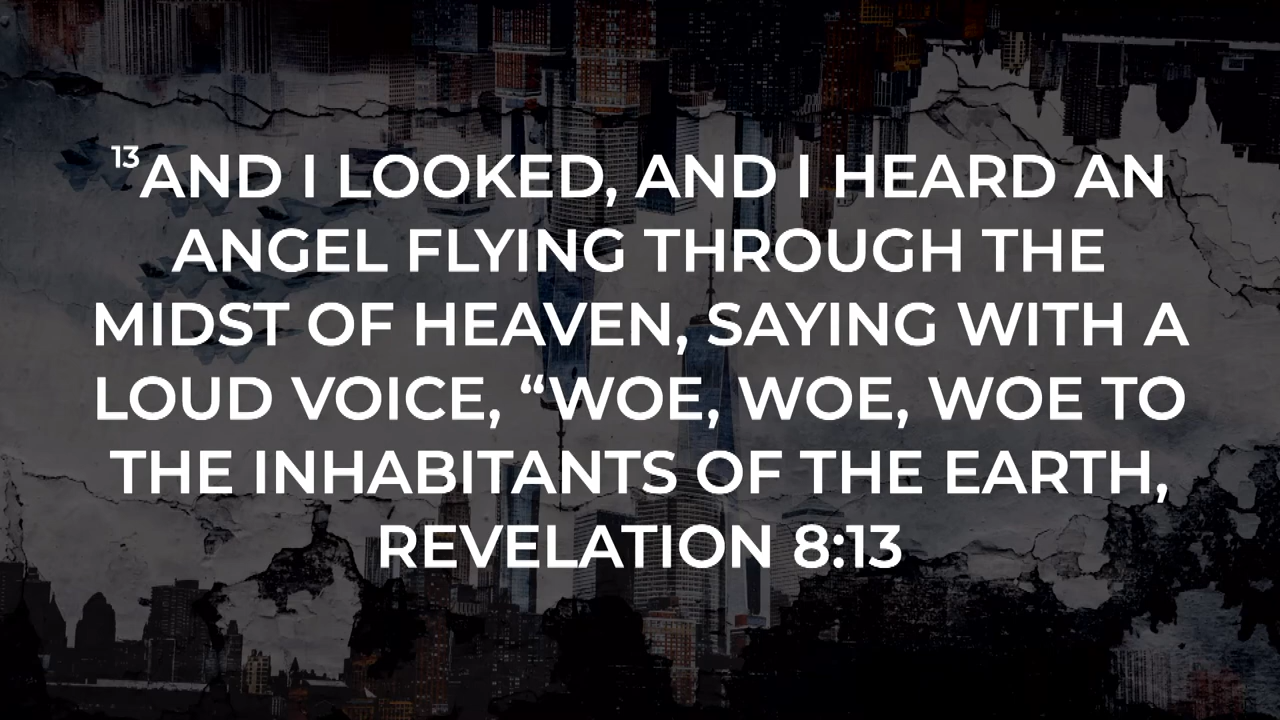 ¹³AND I LOOKED, AND I HEARD AN
ANGEL FLYING THROUGH THE
MIDST OF HEAVEN, SAYING WITH A
LOUD VOICE, “WOE, WOE, WOE TO
THE INHABITANTS OF THE EARTH,
REVELATION 8:13